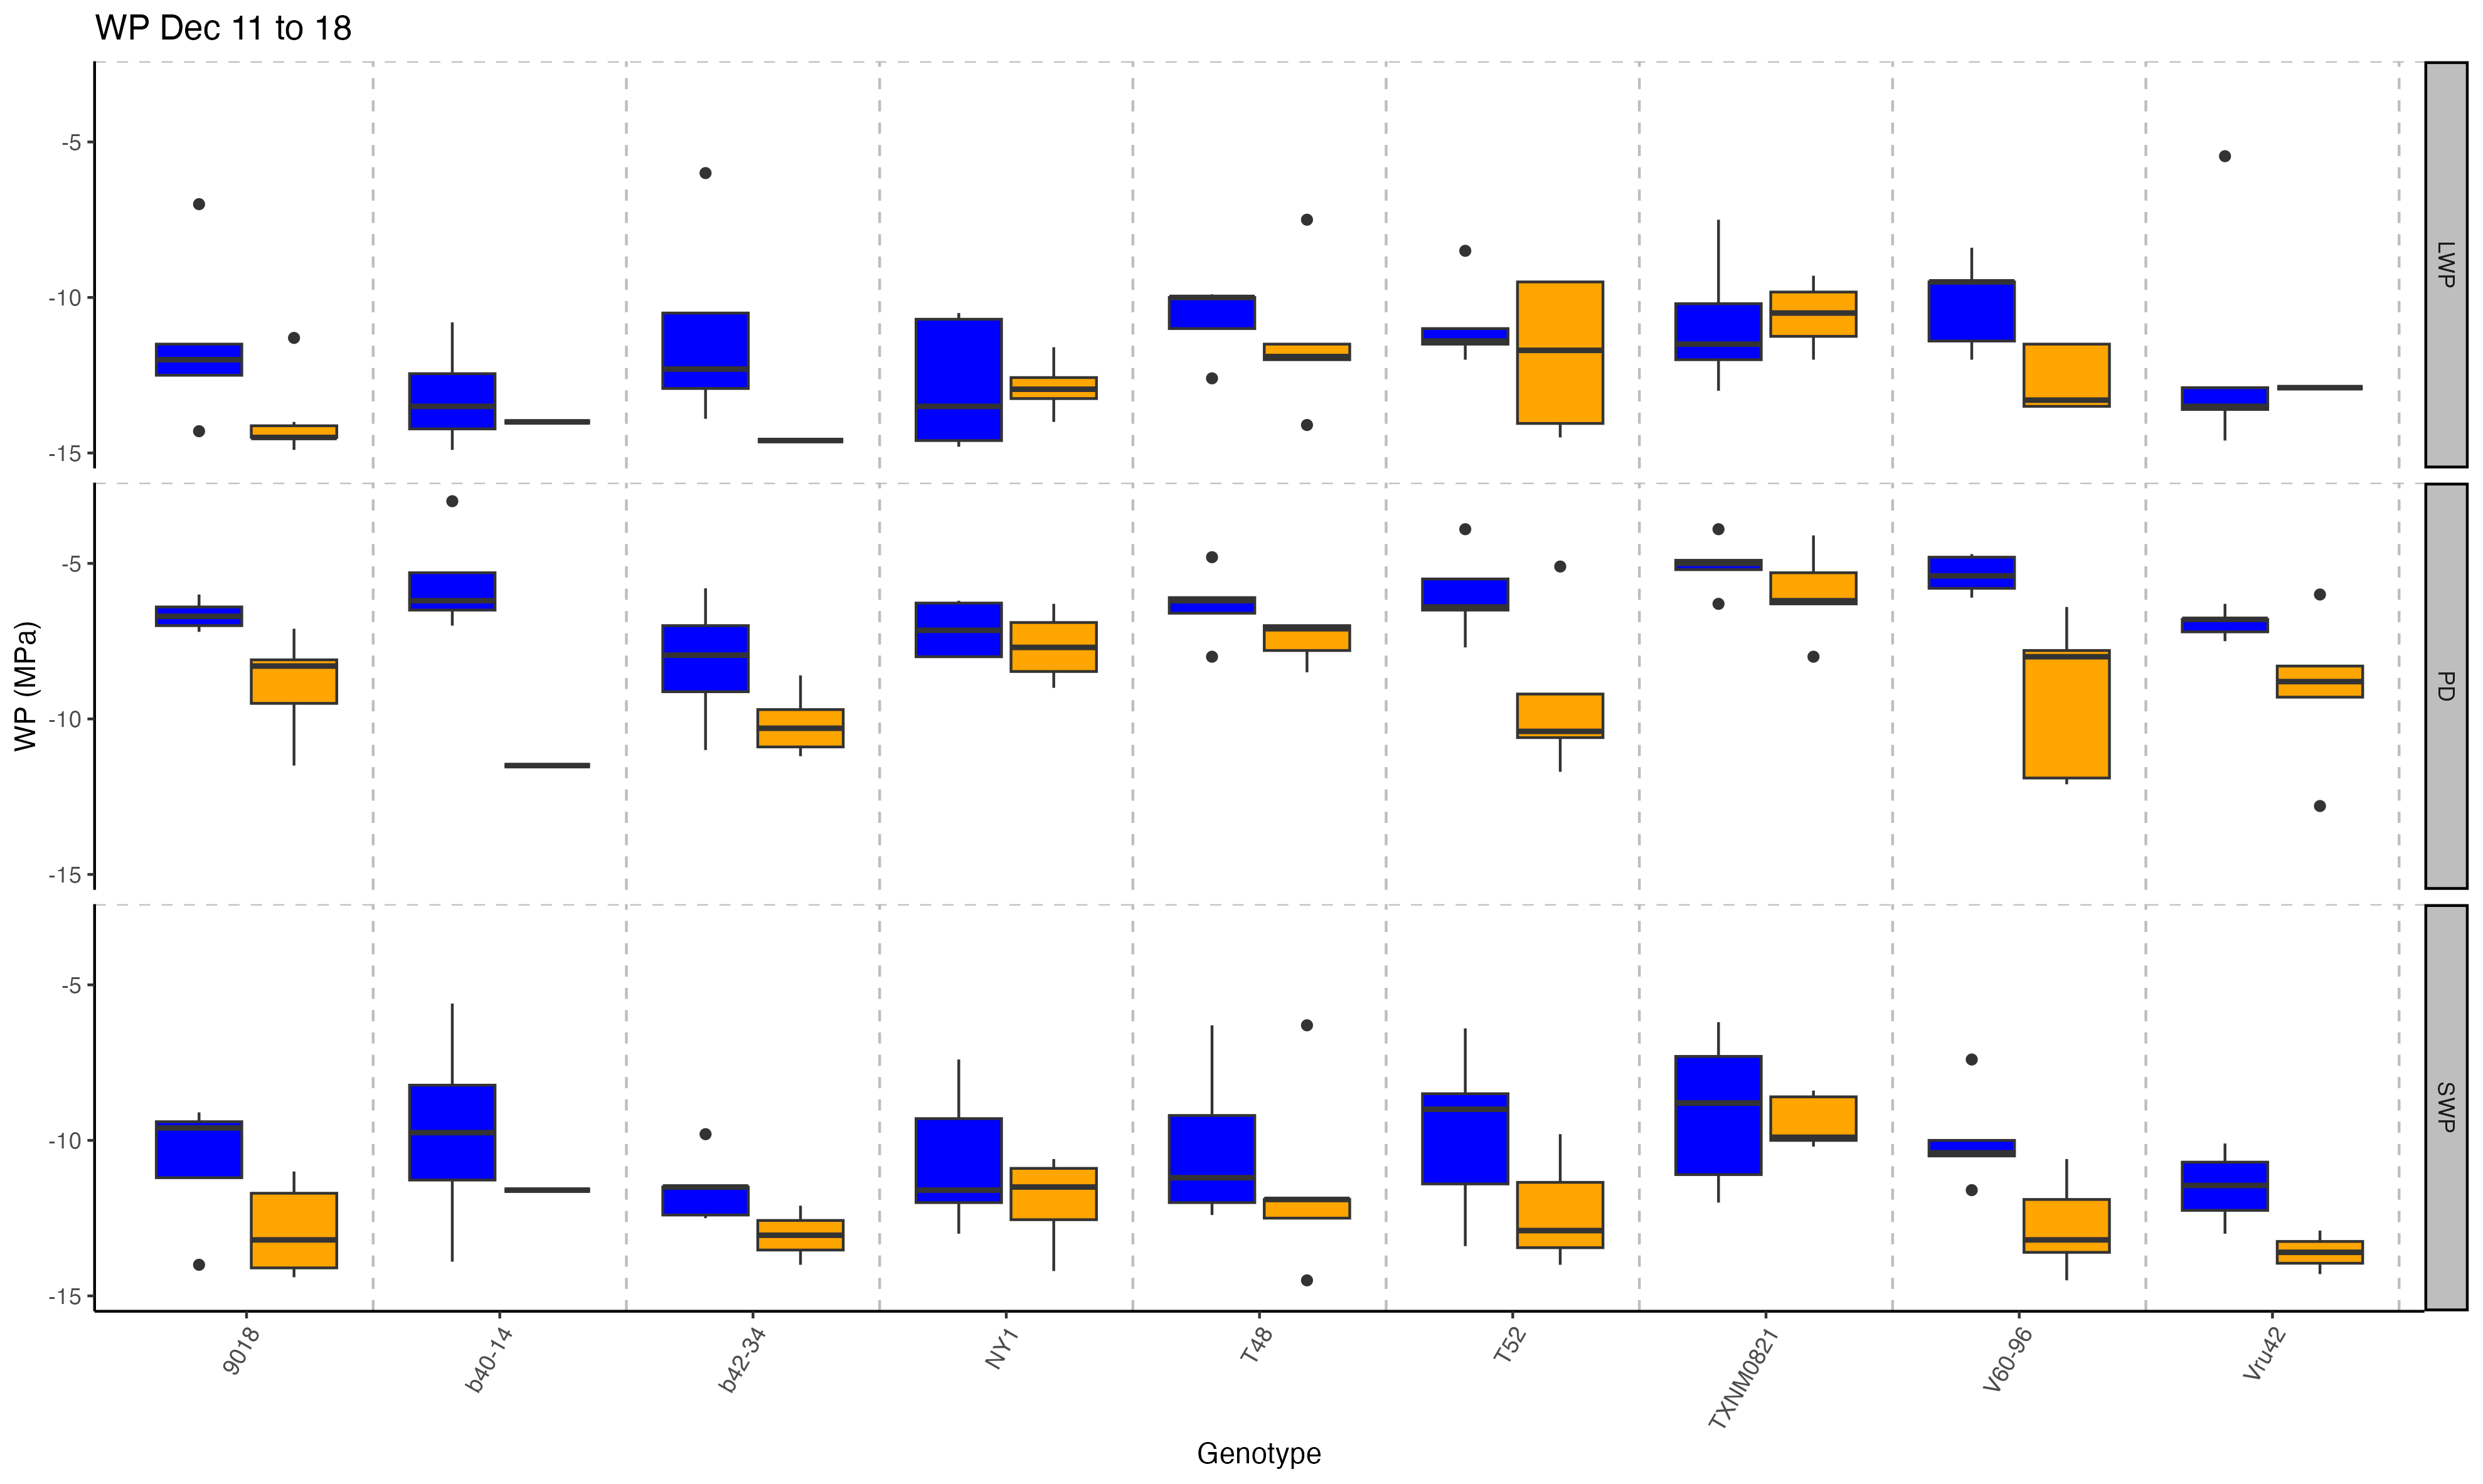 WP Dec 11 to 18
WP (MPa)
-5
-10
-15
LWP
-5
-10
-15
PD
-5
-10
-15
SWP
9018
b40-14
b42-34
NY1
T48
T52
TXNM0821
V60-96
Vru42
Genotype